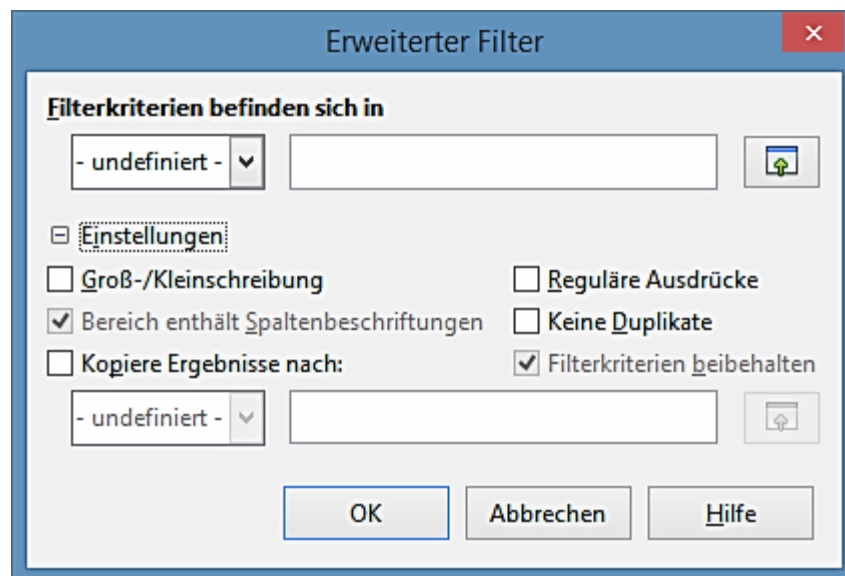 Erweiterter Filter
Filterkriterien befinden sich in
- undefiniert -
Einstellungen
Groß-/Kleinschreibung
Reguläre Ausdrücke
Bereich enthält Spaltenbeschriftungen
Keine Duplikate
Kopiere Ergebnisse nach:
Filterkriterien beibehalten
- undefiniert -
OK
Abbrechen
Hilfe